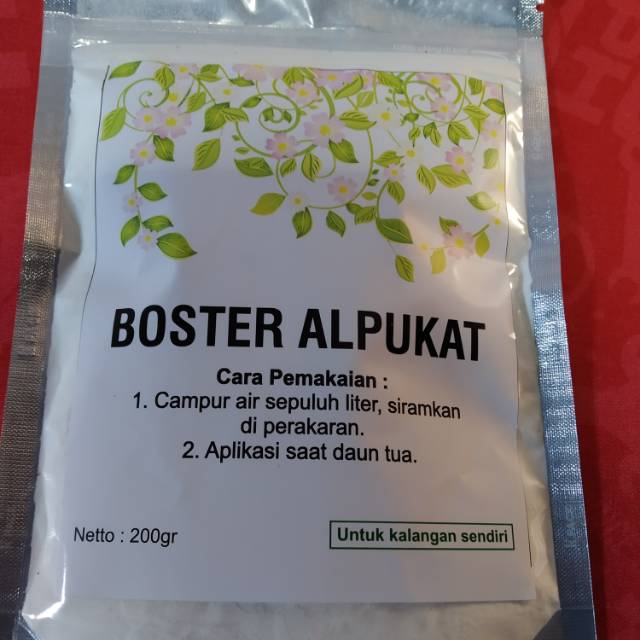 BOSTER ALPUKAT
Cara Pemakaian :
1. Campur air sepuluh liter, siramkan
di perakaran.
2. Aplikasi saat daun tua.
Netto : 200gr
Untuk kalangan sendiri